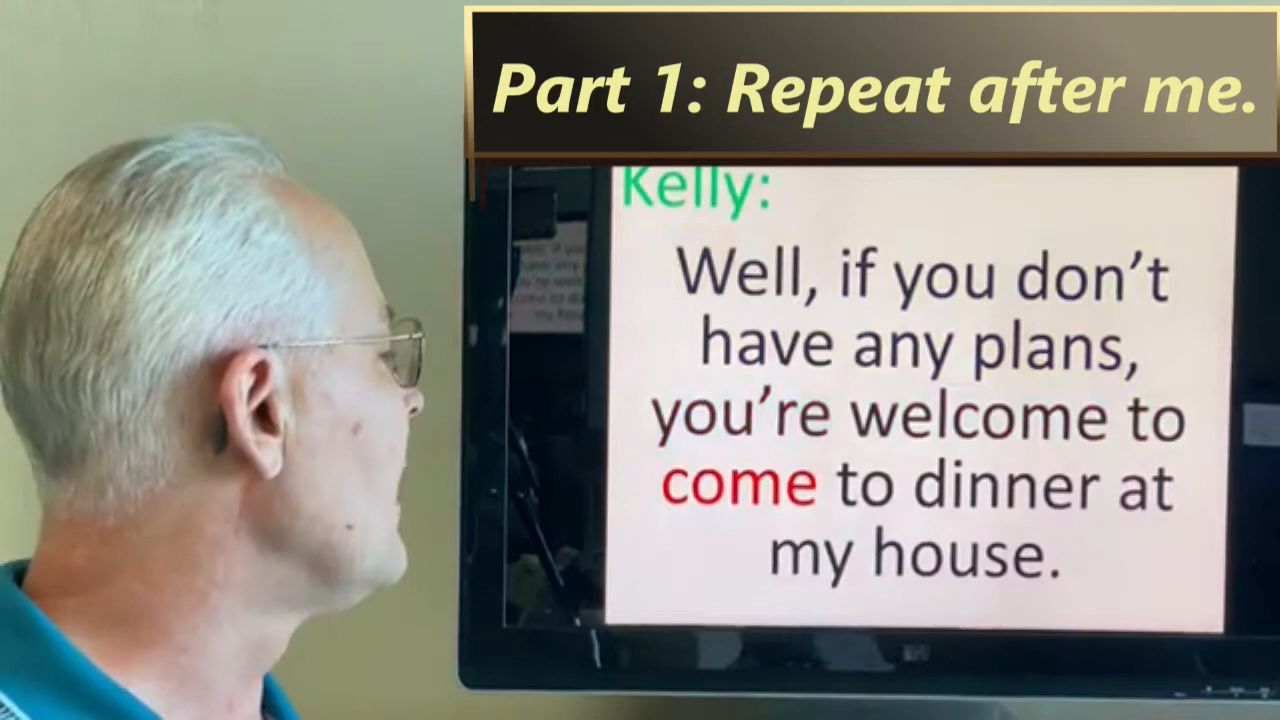 Part 1: Repeat after me.
Kelly:
Well, if you don't
have any plans,
you're welcome to
come to dinner at
my house.